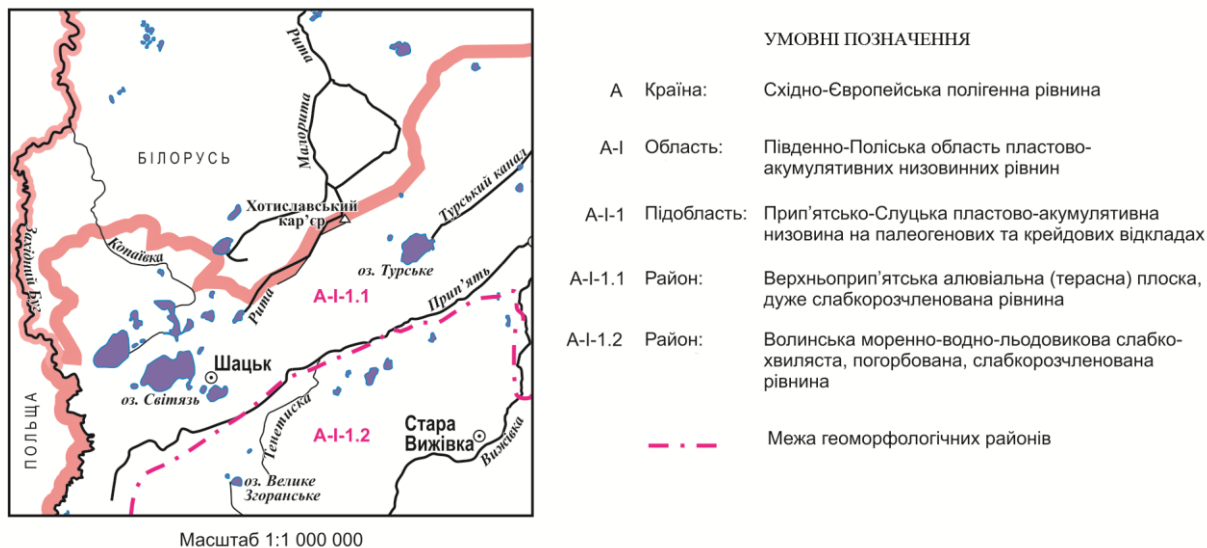 Рита
Малорита
БІЛОРУСЬ
Хотиславський
кар’єр
Турський канал
Західний Буг
Копаївка
оз. Турське
Рита
А-І-1.1
Прип’ять
Шацьк
оз. Світязь
ПОЛЬЩА
Тенетиска
А-І-1.2
Стара
Вижівка
Вижівка
оз. Велике
Згоранське
Масштаб 1:1 000 000
УМОВНІ ПОЗНАЧЕННЯ
А Країна: Східно-Європейська полігенна рівнина
А-І Область: Південно-Поліська область пластово-
акумулятивних низовинних рівнин
А-І-1 Підобласть: Прип’ятсько-Слуцька пластово-акумулятивна
низовина на палеогенових та крейдових відкладах
А-І-1.1 Район: Верхньоприп’ятська алювіальна (терасна) плоска,
дуже слабкорозчленована рівнина
А-І-1.2 Район: Волинська моренно-водно-льодовикова слабко-
хвиляста, погорбована, слабкорозчленована
рівнина
Межа геоморфологічних районів